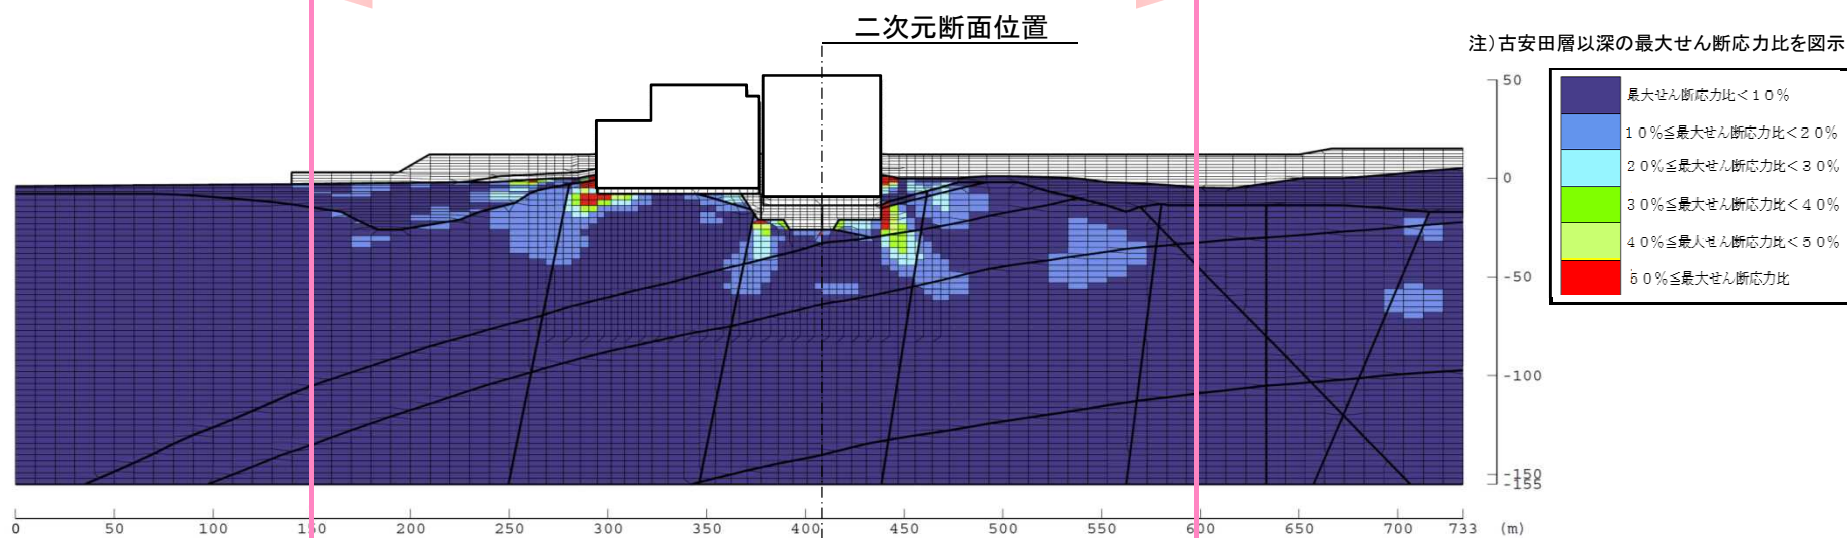 二次元断面位置
注)古安田層以深の最大せん断応力比を図示
最大せん断応力比<10%
10%≦最大せん断応力比<20%
20%≦最大せん断応力比<30%
30%≦最大せん断応力比<40%
40%≦最大せん断応力比<50%
50%≦最大せん断応力比
50
0
-50
-100
-150
-155
0 50 100 150 200 250 300 350 400 450 500 550 600 650 700 733 (m)